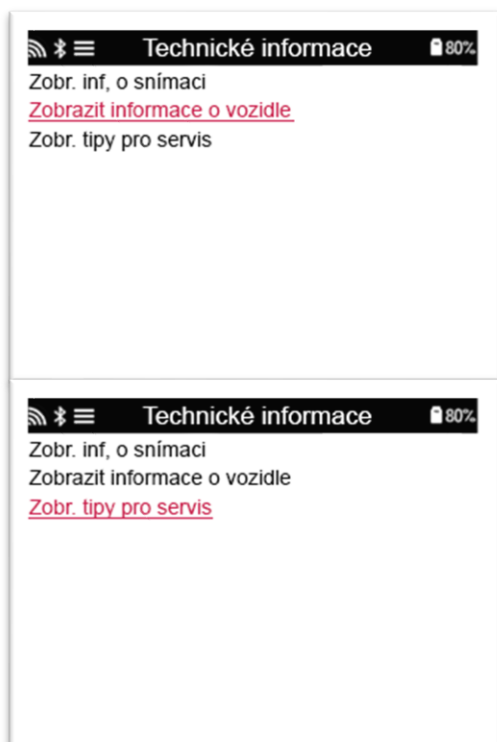 Technické informace 80%
Zobr. inf, o snímaci
Zobrazit informace o vozidle
Zobr. tipy pro servis
Technické informace 80%
Zobr. inf, o snímaci
Zobrazit informace o vozidle
Zobr. tipy pro servis